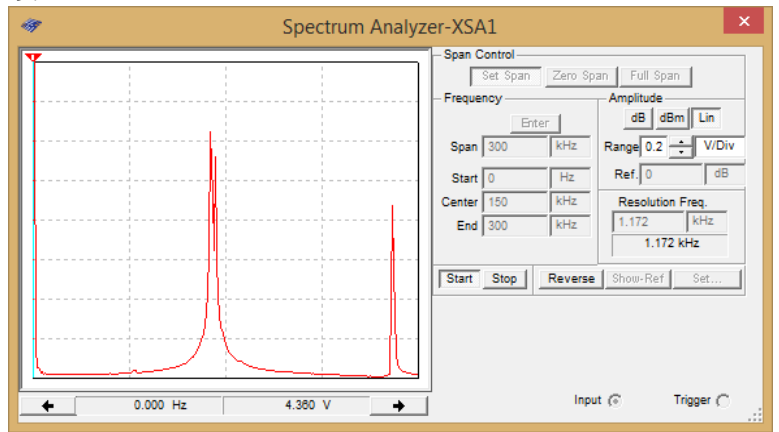 Spectrum Analyzer-XSA1
Span Control
Set Span Zero Span Full Span
Frequency
Enter
Span 300 kHz
Start 0 Hz
Center 150 kHz
End 300 kHz
Amplitude
dB dBm Lin
Range 0.2 V/Div
Ref. 0 dB
Resolution Freq.
1.172 kHz
1.172 kHz
Start Stop Reverse Show-Ref Set...
0.000 Hz 4.360 V
Input Trigger